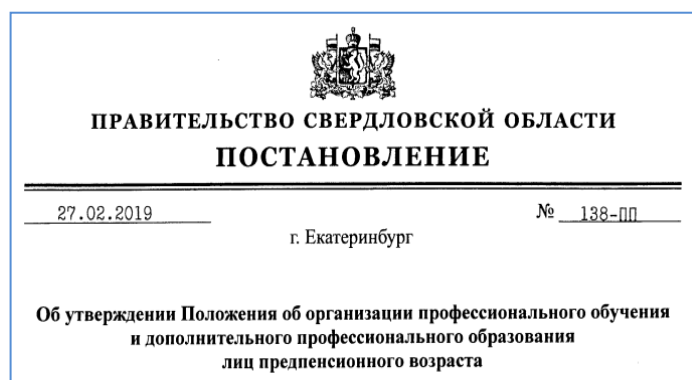 ПРАВИТЕЛЬСТВО СВЕРДЛОВСКОЙ ОБЛАСТИ
ПОСТАНОВЛЕНИЕ
27.02.2019 № 138-ПП
г. Екатеринбург
Об утверждении Положения об организации профессионального обучения
и дополнительного профессионального образования
лиц предпенсионного возраста